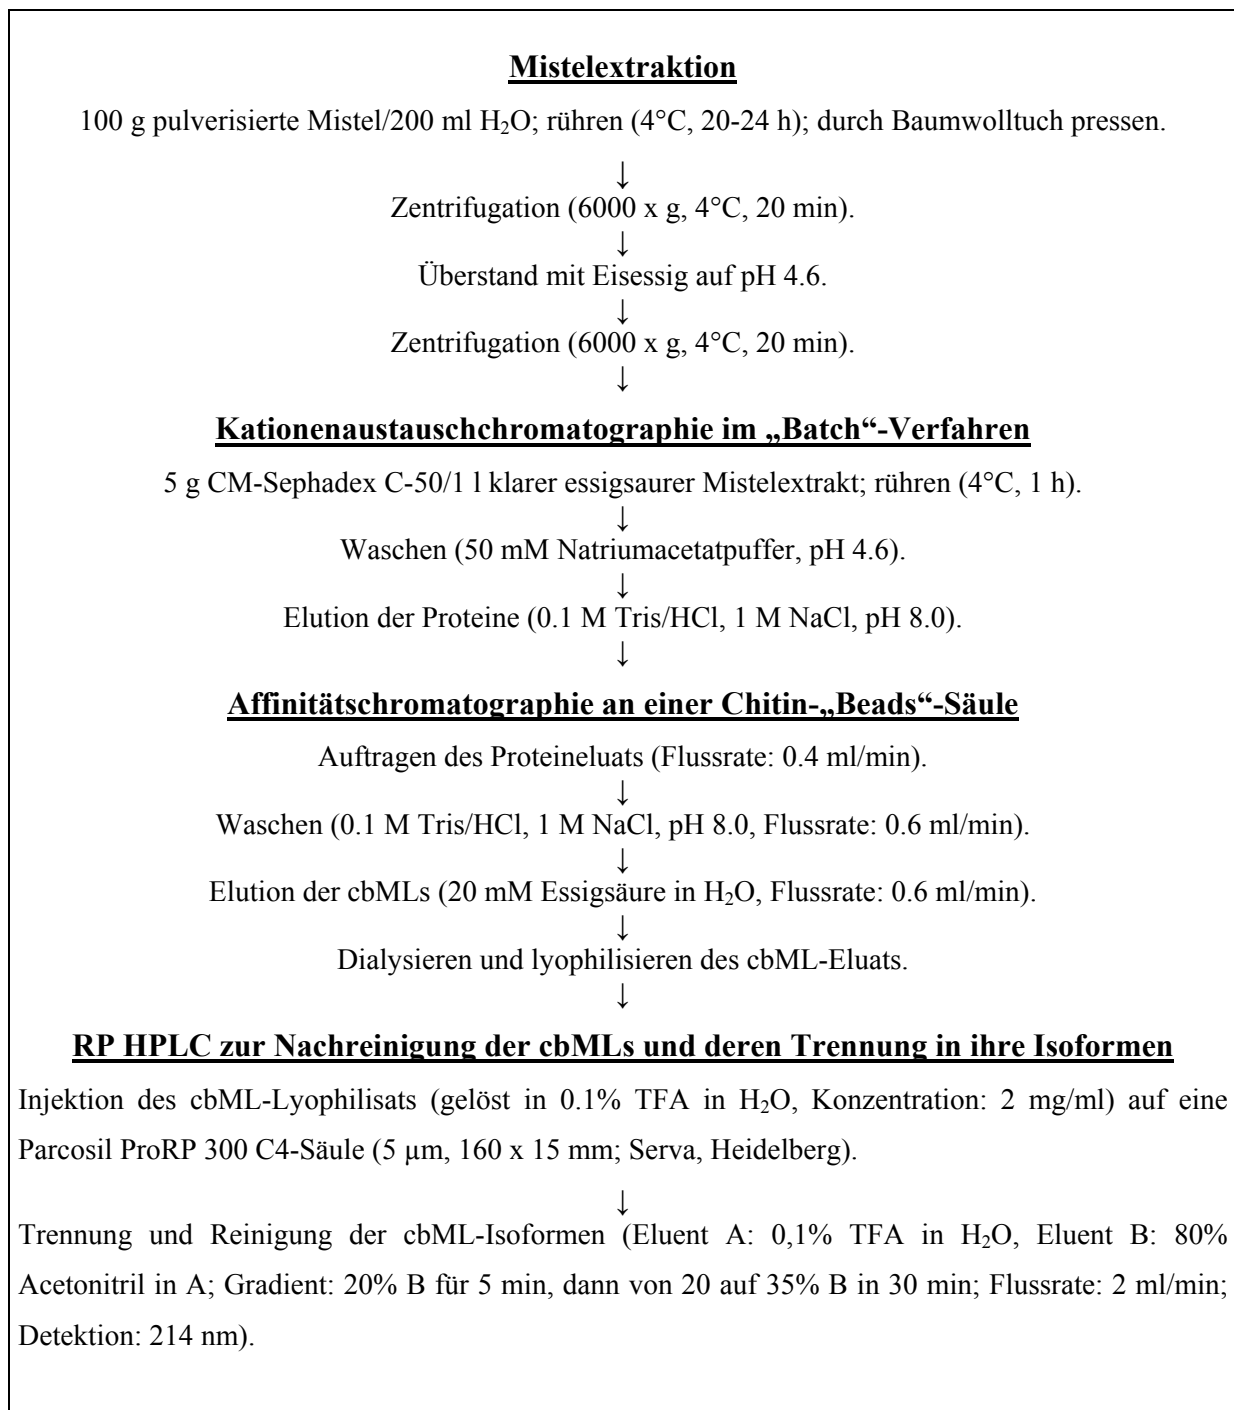 Mistelextraktion
100 g pulverisierte Mistel/200 ml H₂O; rühren (4°C, 20-24 h); durch Baumwolltuch pressen.
↓
Zentrifugation (6000 x g, 4°C, 20 min).
↓
Überstand mit Eisessig auf pH 4.6.
↓
Zentrifugation (6000 x g, 4°C, 20 min).
↓
Kationenaustauschchromatographie im „Batch“-Verfahren
5 g CM-Sephadex C-50/1 l klarer essigsaurer Mistelextrakt; rühren (4°C, 1 h).
↓
Waschen (50 mM Natriumacetatpuffer, pH 4.6).
↓
Elution der Proteine (0.1 M Tris/HCl, 1 M NaCl, pH 8.0).
↓
Affinitätschromatographie an einer Chitin-„Beads“-Säule
Auftragen des Proteineluats (Flussrate: 0.4 ml/min).
↓
Waschen (0.1 M Tris/HCl, 1 M NaCl, pH 8.0, Flussrate: 0.6 ml/min).
↓
Elution der cbMLs (20 mM Essigsäure in H₂O, Flussrate: 0.6 ml/min).
↓
Dialysieren und lyophilisieren des cbML-Eluats.
↓
RP HPLC zur Nachreinigung der cbMLs und deren Trennung in ihre Isoformen
Injektion des cbML-Lyophilisats (gelöst in 0.1% TFA in H₂O, Konzentration: 2 mg/ml) auf eine
Parcosil ProRP 300 C4-Säule (5 µm, 160 x 15 mm; Serva, Heidelberg).
↓
Trennung und Reinigung der cbML-Isoformen (Eluent A: 0,1% TFA in H₂O, Eluent B: 80%
Acetonitril in A; Gradient: 20% B für 5 min, dann von 20 auf 35% B in 30 min; Flussrate: 2 ml/min;
Detektion: 214 nm).